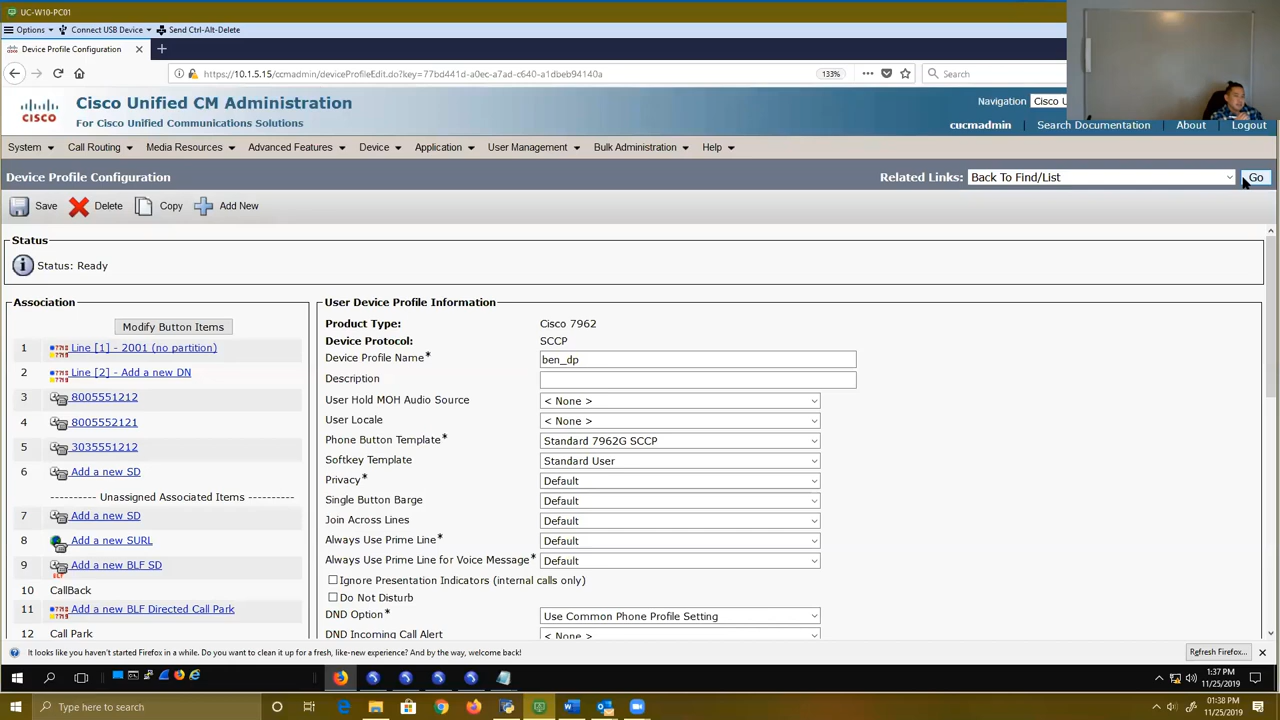 UC-W10-PC01
Options Connect USB Device Send Ctrl-Alt-Delete
Device Profile Configuration
https://10.1.5.15/ccmadmin/deviceProfileEdit.do?key=77bd441d-a0ec-a7ad-c640-a1dbeb94140a 133% Search
cisco
Cisco Unified CM Administration
For Cisco Unified Communications Solutions
Navigation Cisco U
cucmadmin Search Documentation About Logout
System Call Routing Media Resources Advanced Features Device Application User Management Bulk Administration Help
Device Profile Configuration Related Links: Back To Find/List Go
Save Delete Copy Add New
Status
Status: Ready
Association
Modify Button Items
1 Line [1] - 2001 (no partition)
2 Line [2] - Add a new DN
3 8005551212
4 8005552121
5 3035551212
6 Add a new SD
---------- Unassigned Associated Items ----------
7 Add a new SD
8 Add a new SURL
9 Add a new BLF SD
10 CallBack
11 Add a new BLF Directed Call Park
12 Call Park
User Device Profile Information
Product Type: Cisco 7962
Device Protocol: SCCP
Device Profile Name* ben_dp
Description
User Hold MOH Audio Source < None >
User Locale < None >
Phone Button Template* Standard 7962G SCCP
Softkey Template Standard User
Privacy* Default
Single Button Barge Default
Join Across Lines Default
Always Use Prime Line* Default
Always Use Prime Line for Voice Message* Default
Ignore Presentation Indicators (internal calls only)
Do Not Disturb
DND Option* Use Common Phone Profile Setting
DND Incoming Call Alert < None >
It looks like you haven't started Firefox in a while. Do you want to clean it up for a fresh, like-new experience? And by the way, welcome back! Refresh Firefox...
1:37 PM
11/25/2019
Type here to search
01:38 PM
11/25/2019